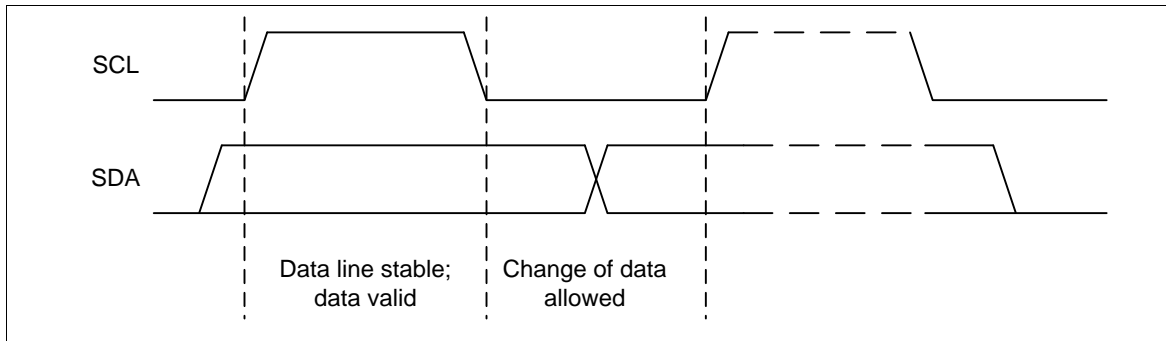 SCL
SDA
Data line stable;
data valid
Change of data
allowed